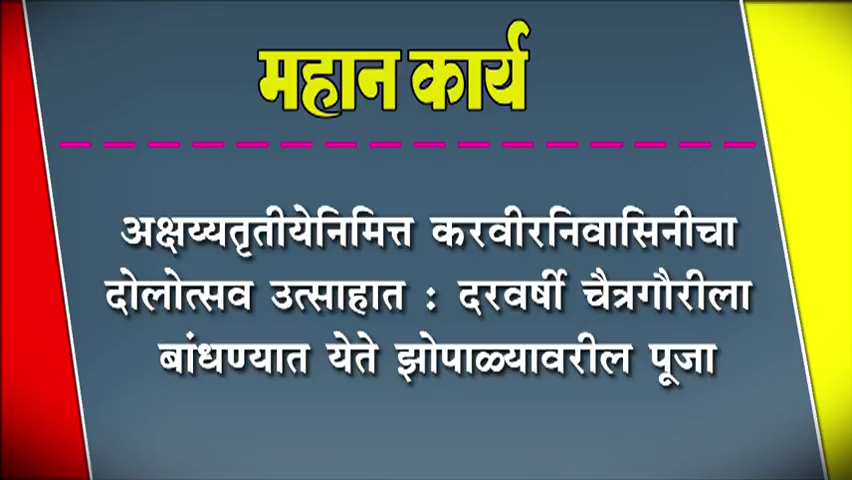 महान कार्य
अक्षय्यतृतीयेनिमित्त करवीरनिवासिनीचा
दोलोत्सव उत्साहात : दरवर्षी चैत्रगौरीला
बांधण्यात येते झोपाळ्यावरील पूजा